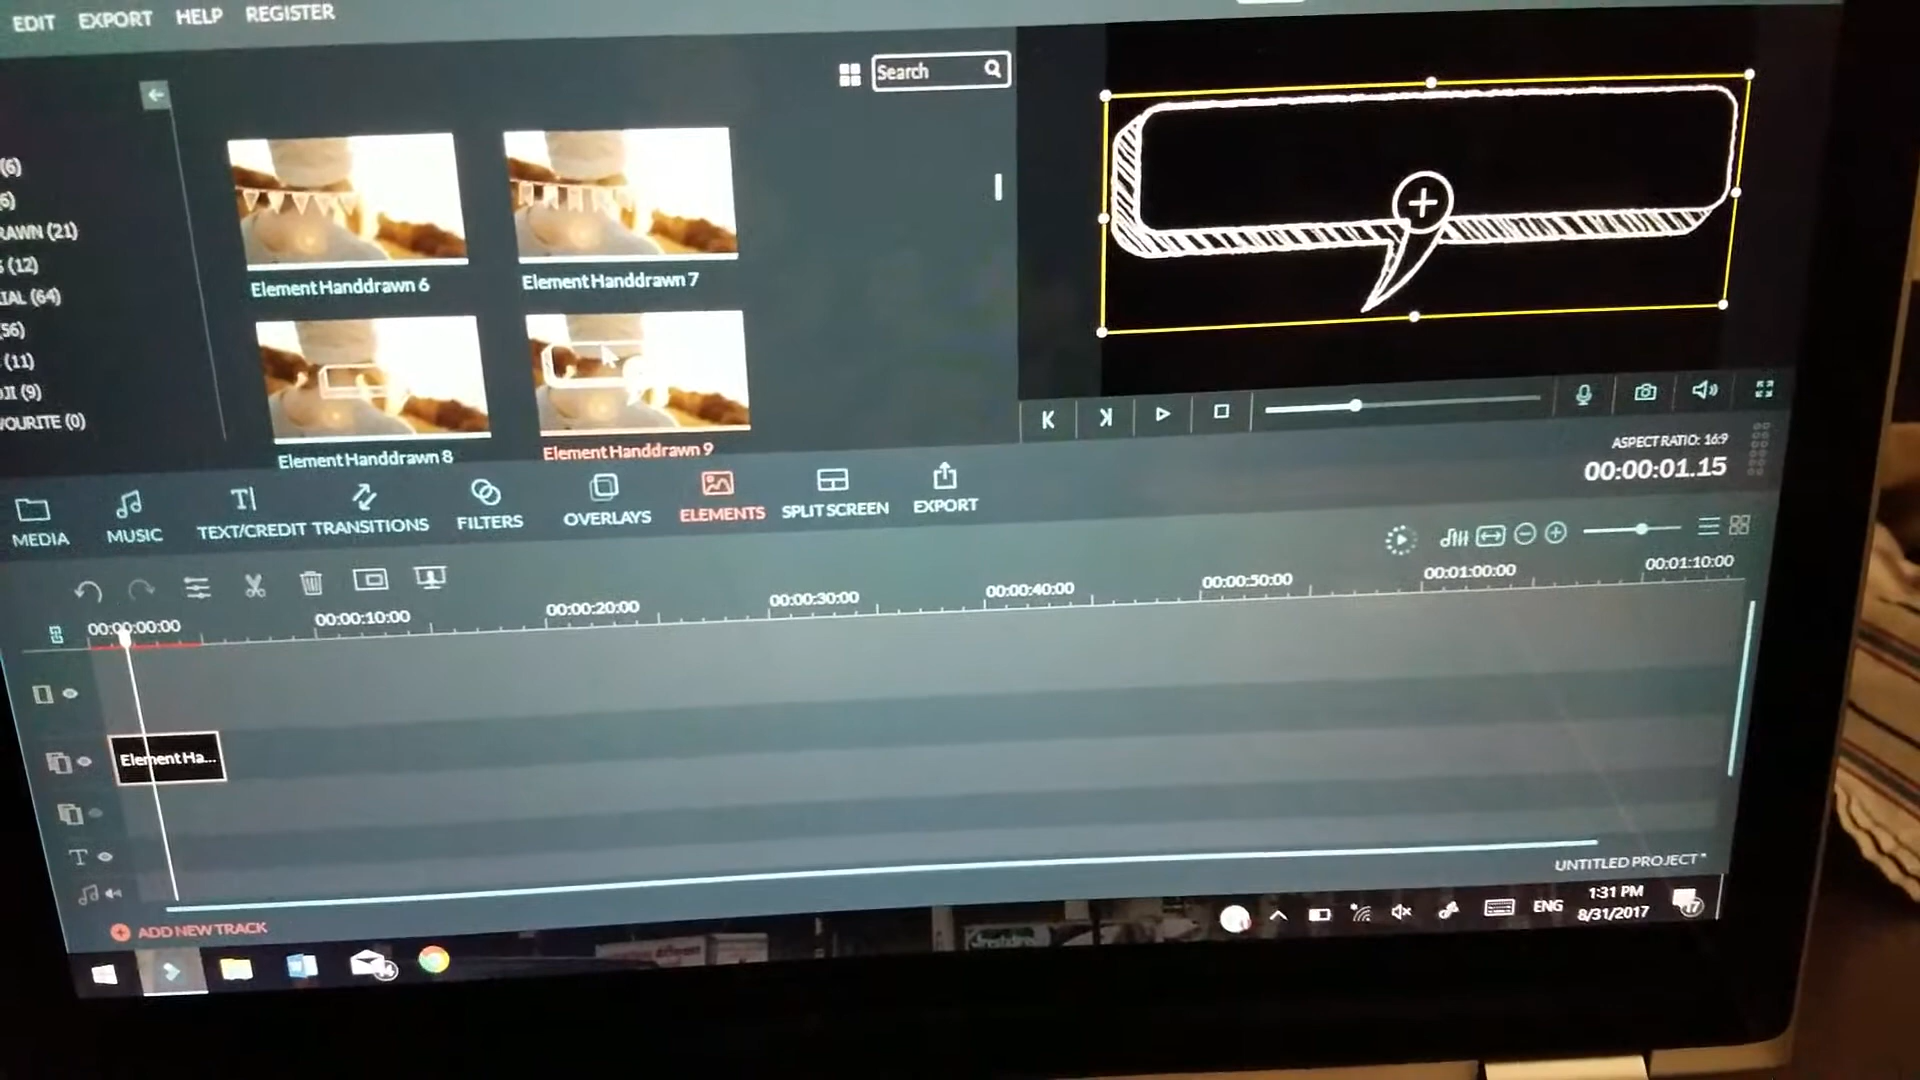 EDIT EXPORT HELP REGISTER
Search
(6)
6)
RAWN (21)
S (12)
IAL (64)
(56)
(11)
JI (9)
VOURITE (0)
Element Handdrawn 6
Element Handdrawn 7
Element Handdrawn 8
Element Handdrawn 9
ASPECT RATIO: 16:9
00:00:01.15
MEDIA
MUSIC
TEXT/CREDIT
TRANSITIONS
FILTERS
OVERLAYS
ELEMENTS
SPLIT SCREEN
EXPORT
00:00:00:00
00:00:10:00
00:00:20:00
00:00:30:00
00:00:40:00
00:00:50:00
00:01:00:00
00:01:10:00
Element Ha...
UNTITLED PROJECT *
ADD NEW TRACK
ENG
1:31 PM
8/31/2017
17